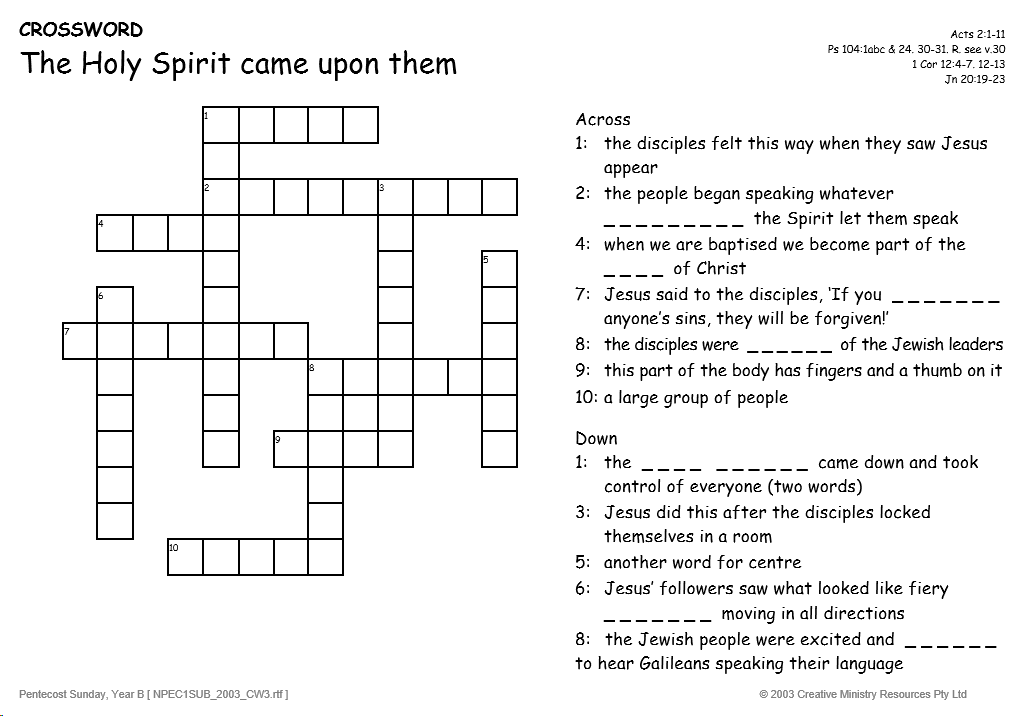 CROSSWORD
The Holy Spirit came upon them
Acts 2:1-11
Ps 104:1abc & 24. 30-31. R. see v.30
1 Cor 12:4-7. 12-13
Jn 20:19-23
1
2
3
4
5
6
7
8
9
10
Across
1: the disciples felt this way when they saw Jesus
appear
2: the people began speaking whatever
_ _ _ _ _ _ _ _ _ the Spirit let them speak
4: when we are baptised we become part of the
_ _ _ _ of Christ
7: Jesus said to the disciples, ‘If you _ _ _ _ _ _ _
anyone’s sins, they will be forgiven!’
8: the disciples were _ _ _ _ _ _ of the Jewish leaders
9: this part of the body has fingers and a thumb on it
10: a large group of people
Down
1: the _ _ _ _ _ _ _ _ _ _ came down and took
control of everyone (two words)
3: Jesus did this after the disciples locked
themselves in a room
5: another word for centre
6: Jesus’ followers saw what looked like fiery
_ _ _ _ _ _ _ moving in all directions
8: the Jewish people were excited and _ _ _ _ _ _
to hear Galileans speaking their language
Pentecost Sunday, Year B [ NPEC1SUB_2003_CW3.rtf ]
© 2003 Creative Ministry Resources Pty Ltd